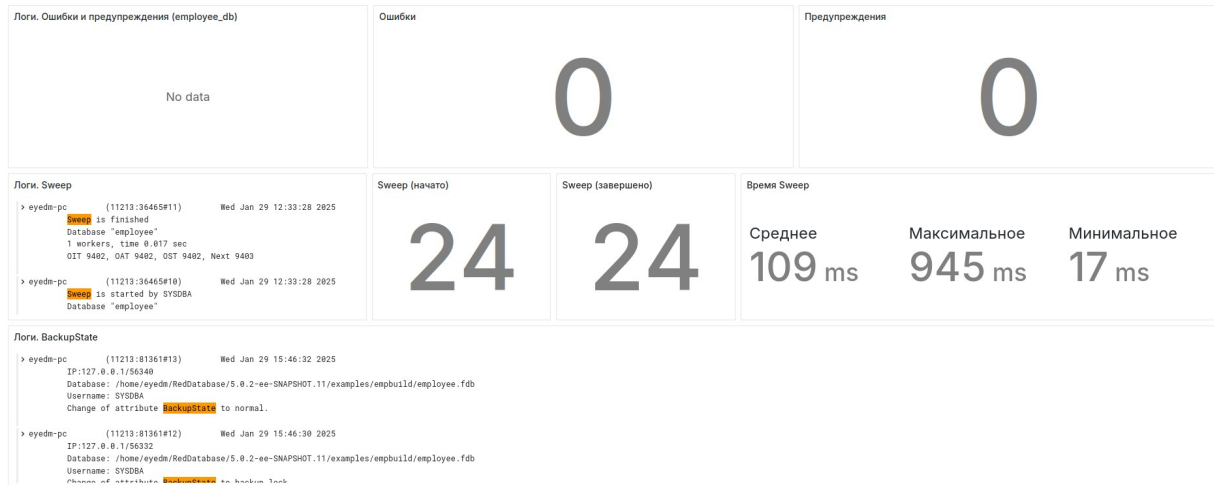 Логи. Ошибки и предупреждения (employee_db)
Ошибки
Предупреждения
No data
0
0
Логи. Sweep
Sweep (начато)
Sweep (завершено)
Время Sweep
> eyedm-pc (11213:36465#11) Wed Jan 29 12:33:28 2025
Sweep is finished
Database "employee"
1 workers, time 0.017 sec
OIT 9402, OAT 9402, OST 9402, Next 9403
> eyedm-pc (11213:36465#10) Wed Jan 29 12:33:28 2025
Sweep is started by SYSDBA
Database "employee"
24
24
Среднее
Максимальное
Минимальное
109 ms
945 ms
17 ms
Логи. BackupState
> eyedm-pc (11213:81361#13) Wed Jan 29 15:46:32 2025
IP:127.0.0.1/56340
Database: /home/eyedm/RedDatabase/5.0.2-ee-SNAPSHOT.11/examples/empbuild/employee.fdb
Username: SYSDBA
Change of attribute BackupState to normal.
> eyedm-pc (11213:81361#12) Wed Jan 29 15:46:30 2025
IP:127.0.0.1/56332
Database: /home/eyedm/RedDatabase/5.0.2-ee-SNAPSHOT.11/examples/empbuild/employee.fdb
Username: SYSDBA
Change of attribute BackupState to backup lock